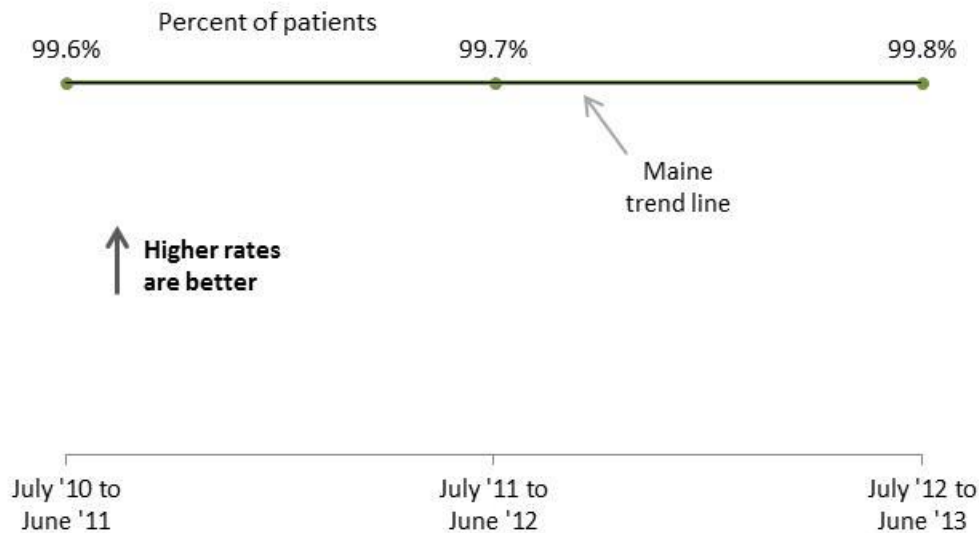 Percent of patients
99.6%
99.7%
99.8%
Maine
trend line
Higher rates
are better
July '10 to
June '11
July '11 to
June '12
July '12 to
June '13